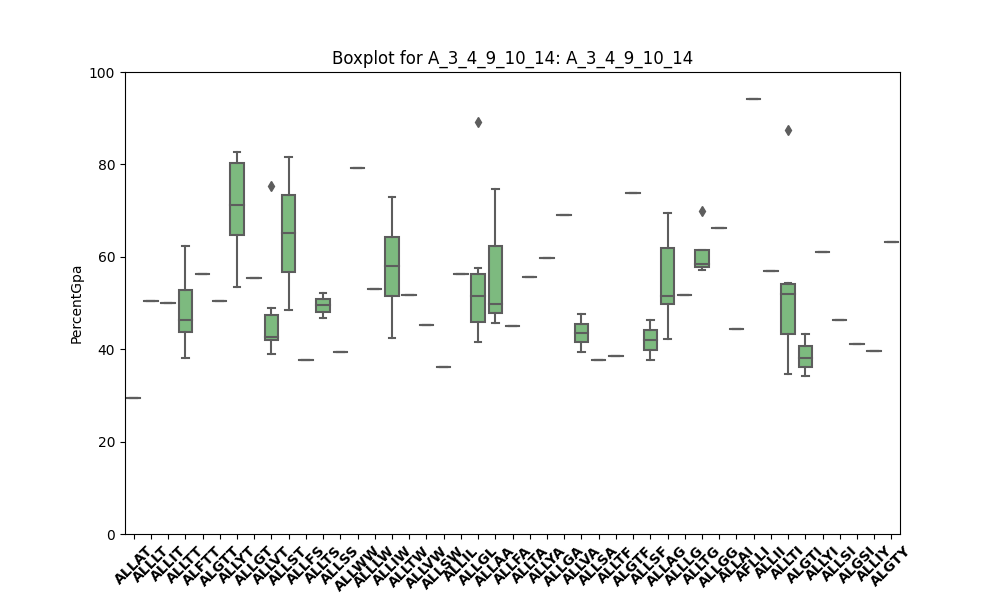 Boxplot for A_3_4_9_10_14: A_3_4_9_10_14
PercentGpa
100
80
60
40
20
0
ALLAT
ALLLT
ALLIT
ALLTT
ALFTT
ALGTT
ALLYT
ALLGT
ALLVT
ALLST
ALLFS
ALLTS
ALLSS
ALLWW
ALLLW
ALLIW
ALLTW
ALLVW
ALLSW
ALLIL
ALLGL
ALLAA
ALLFA
ALLTA
ALLYA
ALLGA
ALLVA
ALLSA
ALLTF
ALGTF
ALLSF
ALLAG
ALLLG
ALLTG
ALLGG
ALLAI
AFLLI
ALLII
ALLTI
ALGTI
ALLYI
ALLSI
ALGSI
ALLIY
ALGTY